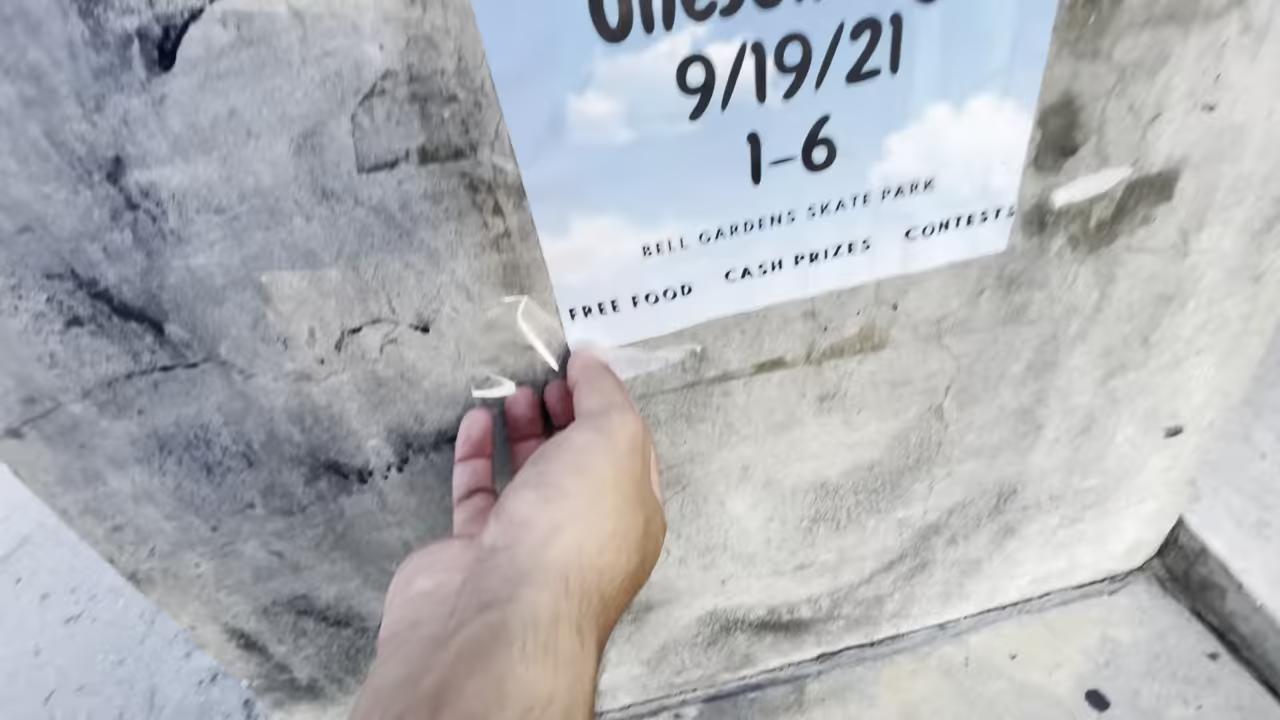 9/19/21
1-6
BELL GARDENS SKATE PARK
FREE FOOD CASH PRIZES CONTESTS